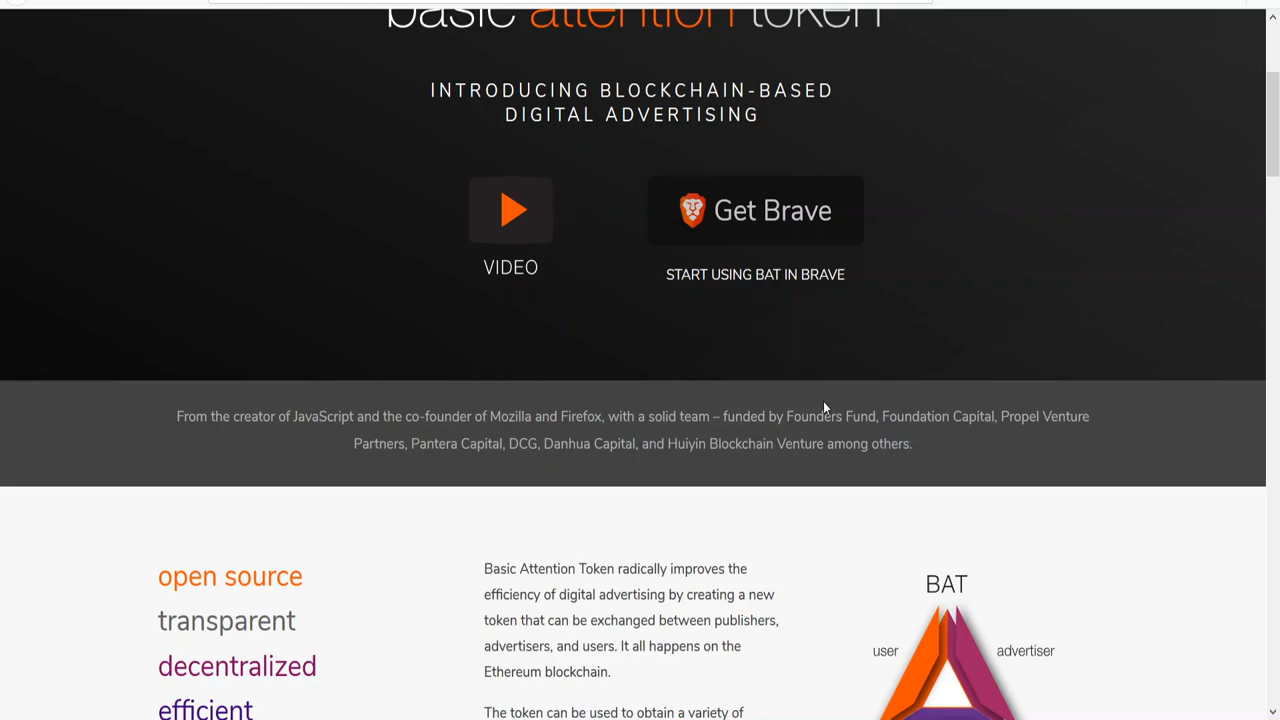 basic attention token
INTRODUCING BLOCKCHAIN-BASED
DIGITAL ADVERTISING
Get Brave
VIDEO
START USING BAT IN BRAVE
From the creator of JavaScript and the co-founder of Mozilla and Firefox, with a solid team – funded by Founders Fund, Foundation Capital, Propel Venture
Partners, Pantera Capital, DCG, Danhua Capital, and Huiyin Blockchain Venture among others.
open source
transparent
decentralized
efficient
Basic Attention Token radically improves the
efficiency of digital advertising by creating a new
token that can be exchanged between publishers,
advertisers, and users. It all happens on the
Ethereum blockchain.
The token can be used to obtain a variety of
BAT
user
advertiser